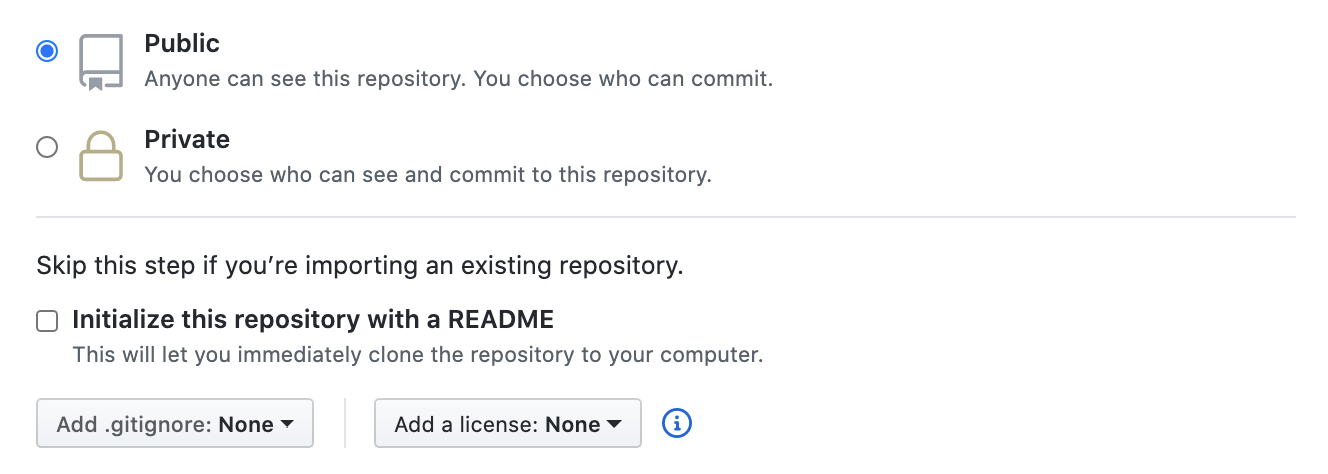 Public
Anyone can see this repository. You choose who can commit.
Private
You choose who can see and commit to this repository.
Skip this step if you’re importing an existing repository.
Initialize this repository with a README
This will let you immediately clone the repository to your computer.
Add .gitignore: None
Add a license: None